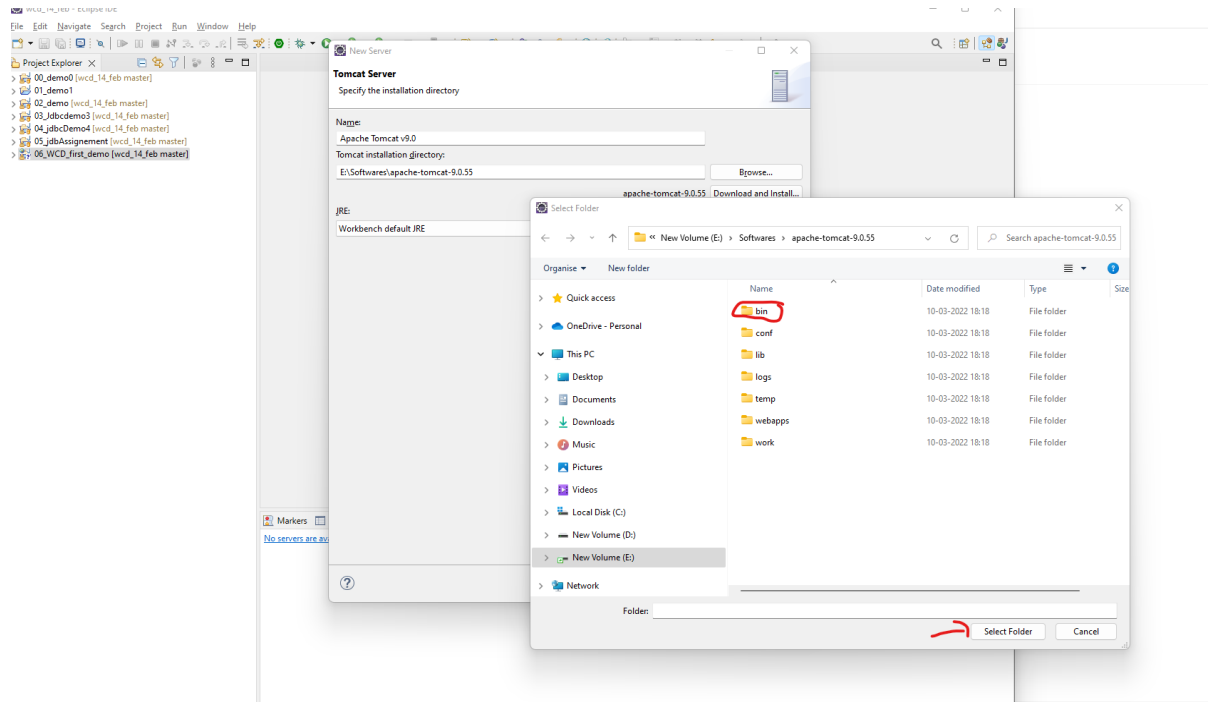 wcd_14_feb - Eclipse IDE
File Edit Navigate Search Project Run Window Help
Project Explorer
00_demo0 [wcd_14_feb master]
01_demo1
02_demo [wcd_14_feb master]
03_Jdbcdemo3 [wcd_14_feb master]
04_jdbcDemo4 [wcd_14_feb master]
05_jdbAssignement [wcd_14_feb master]
06_WCD_first_demo [wcd_14_feb master]
Markers
No servers are av
New Server
Tomcat Server
Specify the installation directory
Name:
Apache Tomcat v9.0
Tomcat installation directory:
E:\Softwares\apache-tomcat-9.0.55
Browse...
apache-tomcat-9.0.55 Download and Install...
JRE:
Workbench default JRE
Select Folder
« New Volume (E:) › Softwares › apache-tomcat-9.0.55
Search apache-tomcat-9.0.55
Organise New folder
Quick access
OneDrive - Personal
This PC
Desktop
Documents
Downloads
Music
Pictures
Videos
Local Disk (C:)
New Volume (D:)
New Volume (E:)
Network
Name Date modified Type Size
bin 10-03-2022 18:18 File folder
conf 10-03-2022 18:18 File folder
lib 10-03-2022 18:18 File folder
logs 10-03-2022 18:18 File folder
temp 10-03-2022 18:18 File folder
webapps 10-03-2022 18:18 File folder
work 10-03-2022 18:18 File folder
Folder:
Select Folder Cancel